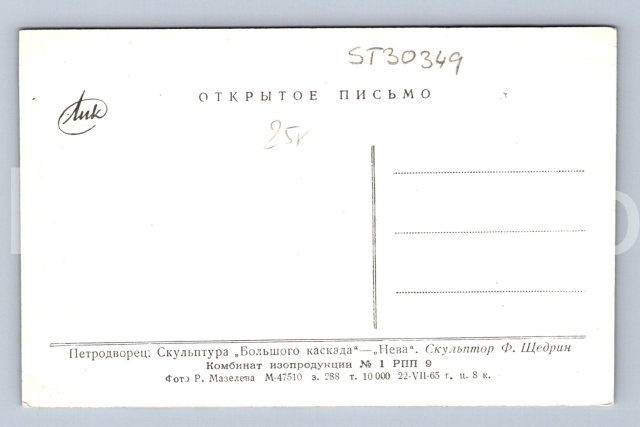 ST30349
ОТКРЫТОЕ ПИСЬМО
Лик
25к
Петродворец: Скульптура „Большого каскада“—„Нева“. Скульптор Ф. Щедрин
Комбинат изопродукции № 1 РПП 9
Фото Р. Мазелева М-47510 з. 288 т. 10 000 22-VII-65 г. ц. 8 к.